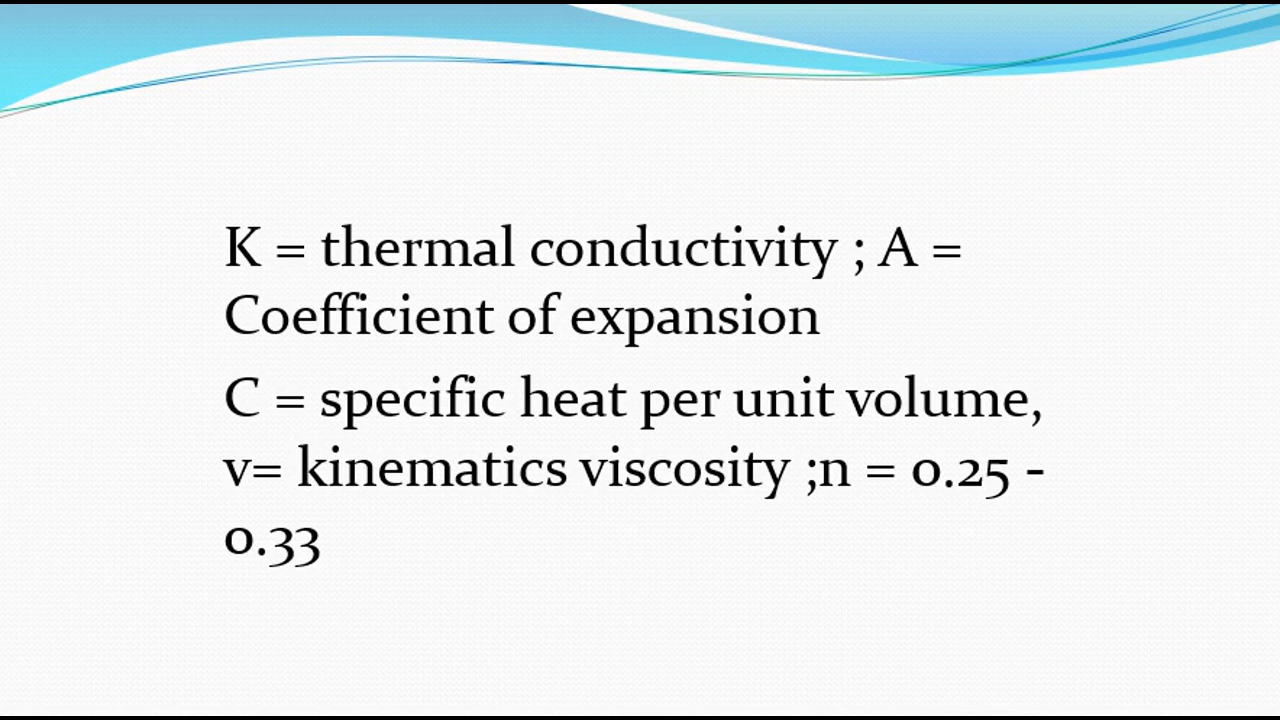 K = thermal conductivity ; A =
Coefficient of expansion
C = specific heat per unit volume,
v= kinematics viscosity ;n = 0.25 -
0.33